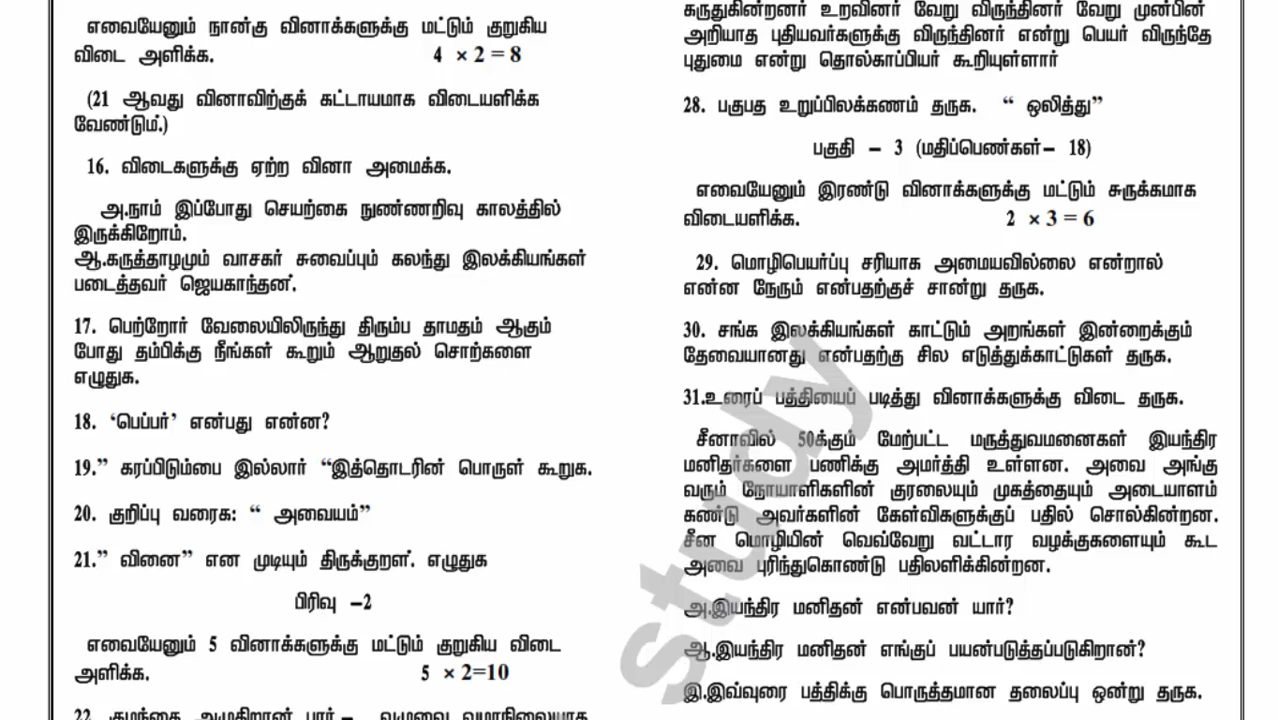 எவையேனும் நான்கு வினாக்களுக்கு மட்டும் குறுகிய
விடை அளிக்க. 4 × 2 = 8
(21 ஆவது வினாவிற்குக் கட்டாயமாக விடையளிக்க
வேண்டும்.)
16. விடைகளுக்கு ஏற்ற வினா அமைக்க.
அ.நாம் இப்போது செயற்கை நுண்ணறிவு காலத்தில்
இருக்கிறோம்.
ஆ.கருத்தாழமும் வாசகர் சுவைப்பும் கலந்து இலக்கியங்கள்
படைத்தவர் ஜெயகாந்தன்.
17. பெற்றோர் வேலையிலிருந்து திரும்ப தாமதம் ஆகும்
போது தம்பிக்கு நீங்கள் கூறும் ஆறுதல் சொற்களை
எழுதுக.
18. ‘பெப்பர்’ என்பது என்ன?
19.” கரப்பிடும்பை இல்லார் “இத்தொடரின் பொருள் கூறுக.
20. குறிப்பு வரைக: “ அவையம்”
21.” வினை” என முடியும் திருக்குறள். எழுதுக
பிரிவு –2
எவையேனும் 5 வினாக்களுக்கு மட்டும் குறுகிய விடை
அளிக்க. 5 × 2=10
கருதுகின்றனர் உறவினர் வேறு விருந்தினர் வேறு முன்பின்
அறியாத புதியவர்களுக்கு விருந்தினர் என்று பெயர் விருந்தே
புதுமை என்று தொல்காப்பியர் கூறியுள்ளார்
28. பகுபத உறுப்பிலக்கணம் தருக. “ ஒலித்து”
பகுதி – 3 (மதிப்பெண்கள்– 18)
எவையேனும் இரண்டு வினாக்களுக்கு மட்டும் சுருக்கமாக
விடையளிக்க. 2 × 3 = 6
29. மொழிபெயர்ப்பு சரியாக அமையவில்லை என்றால்
என்ன நேரும் என்பதற்குச் சான்று தருக.
30. சங்க இலக்கியங்கள் காட்டும் அறங்கள் இன்றைக்கும்
தேவையானது என்பதற்கு சில எடுத்துக்காட்டுகள் தருக.
31.உரைப் பத்தியைப் படித்து வினாக்களுக்கு விடை தருக.
சீனாவில் 50க்கும் மேற்பட்ட மருத்துவமனைகள் இயந்திர
மனிதர்களை பணிக்கு அமர்த்தி உள்ளன. அவை அங்கு
வரும் நோயாளிகளின் குரலையும் முகத்தையும் அடையாளம்
கண்டு அவர்களின் கேள்விகளுக்குப் பதில் சொல்கின்றன.
சீன மொழியின் வெவ்வேறு வட்டார வழக்குகளையும் கூட
அவை புரிந்துகொண்டு பதிலளிக்கின்றன.
அ.இயந்திர மனிதன் என்பவன் யார்?
ஆ.இயந்திர மனிதன் எங்குப் பயன்படுத்தப்படுகிறான்?
இ.இவ்வுரை பத்திக்கு பொருத்தமான தலைப்பு ஒன்று தருக.
study